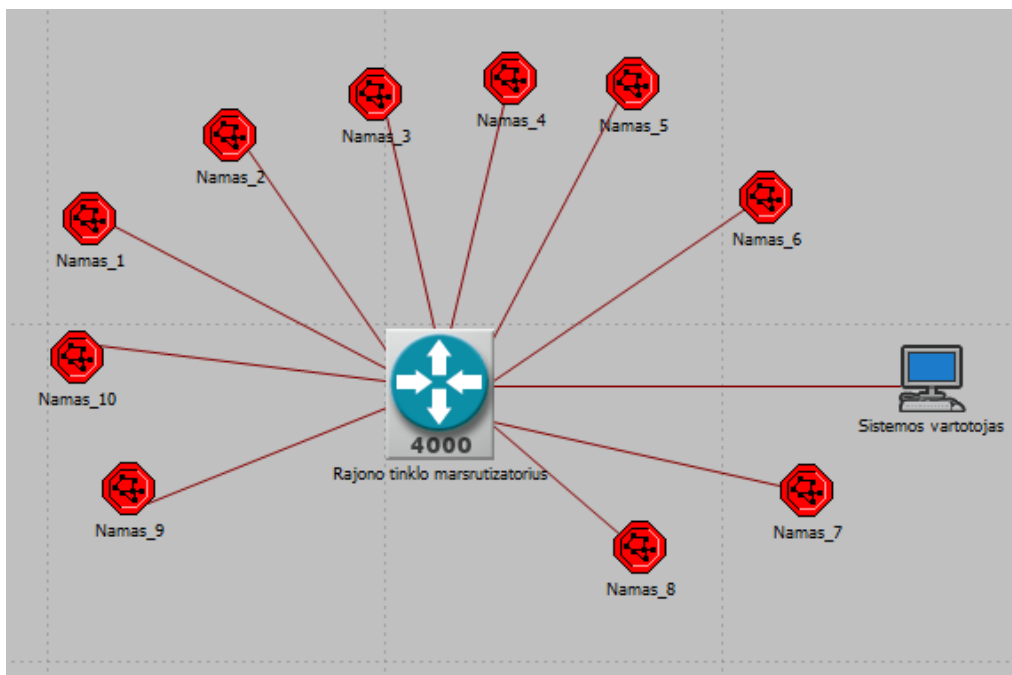 Namas_4
Namas_5
Namas_3
Namas_2
Namas_6
Namas_1
Namas_10
4000
Sistemos vartotojas
Rajono tinklo marsrutizatorius
Namas_9
Namas_7
Namas_8